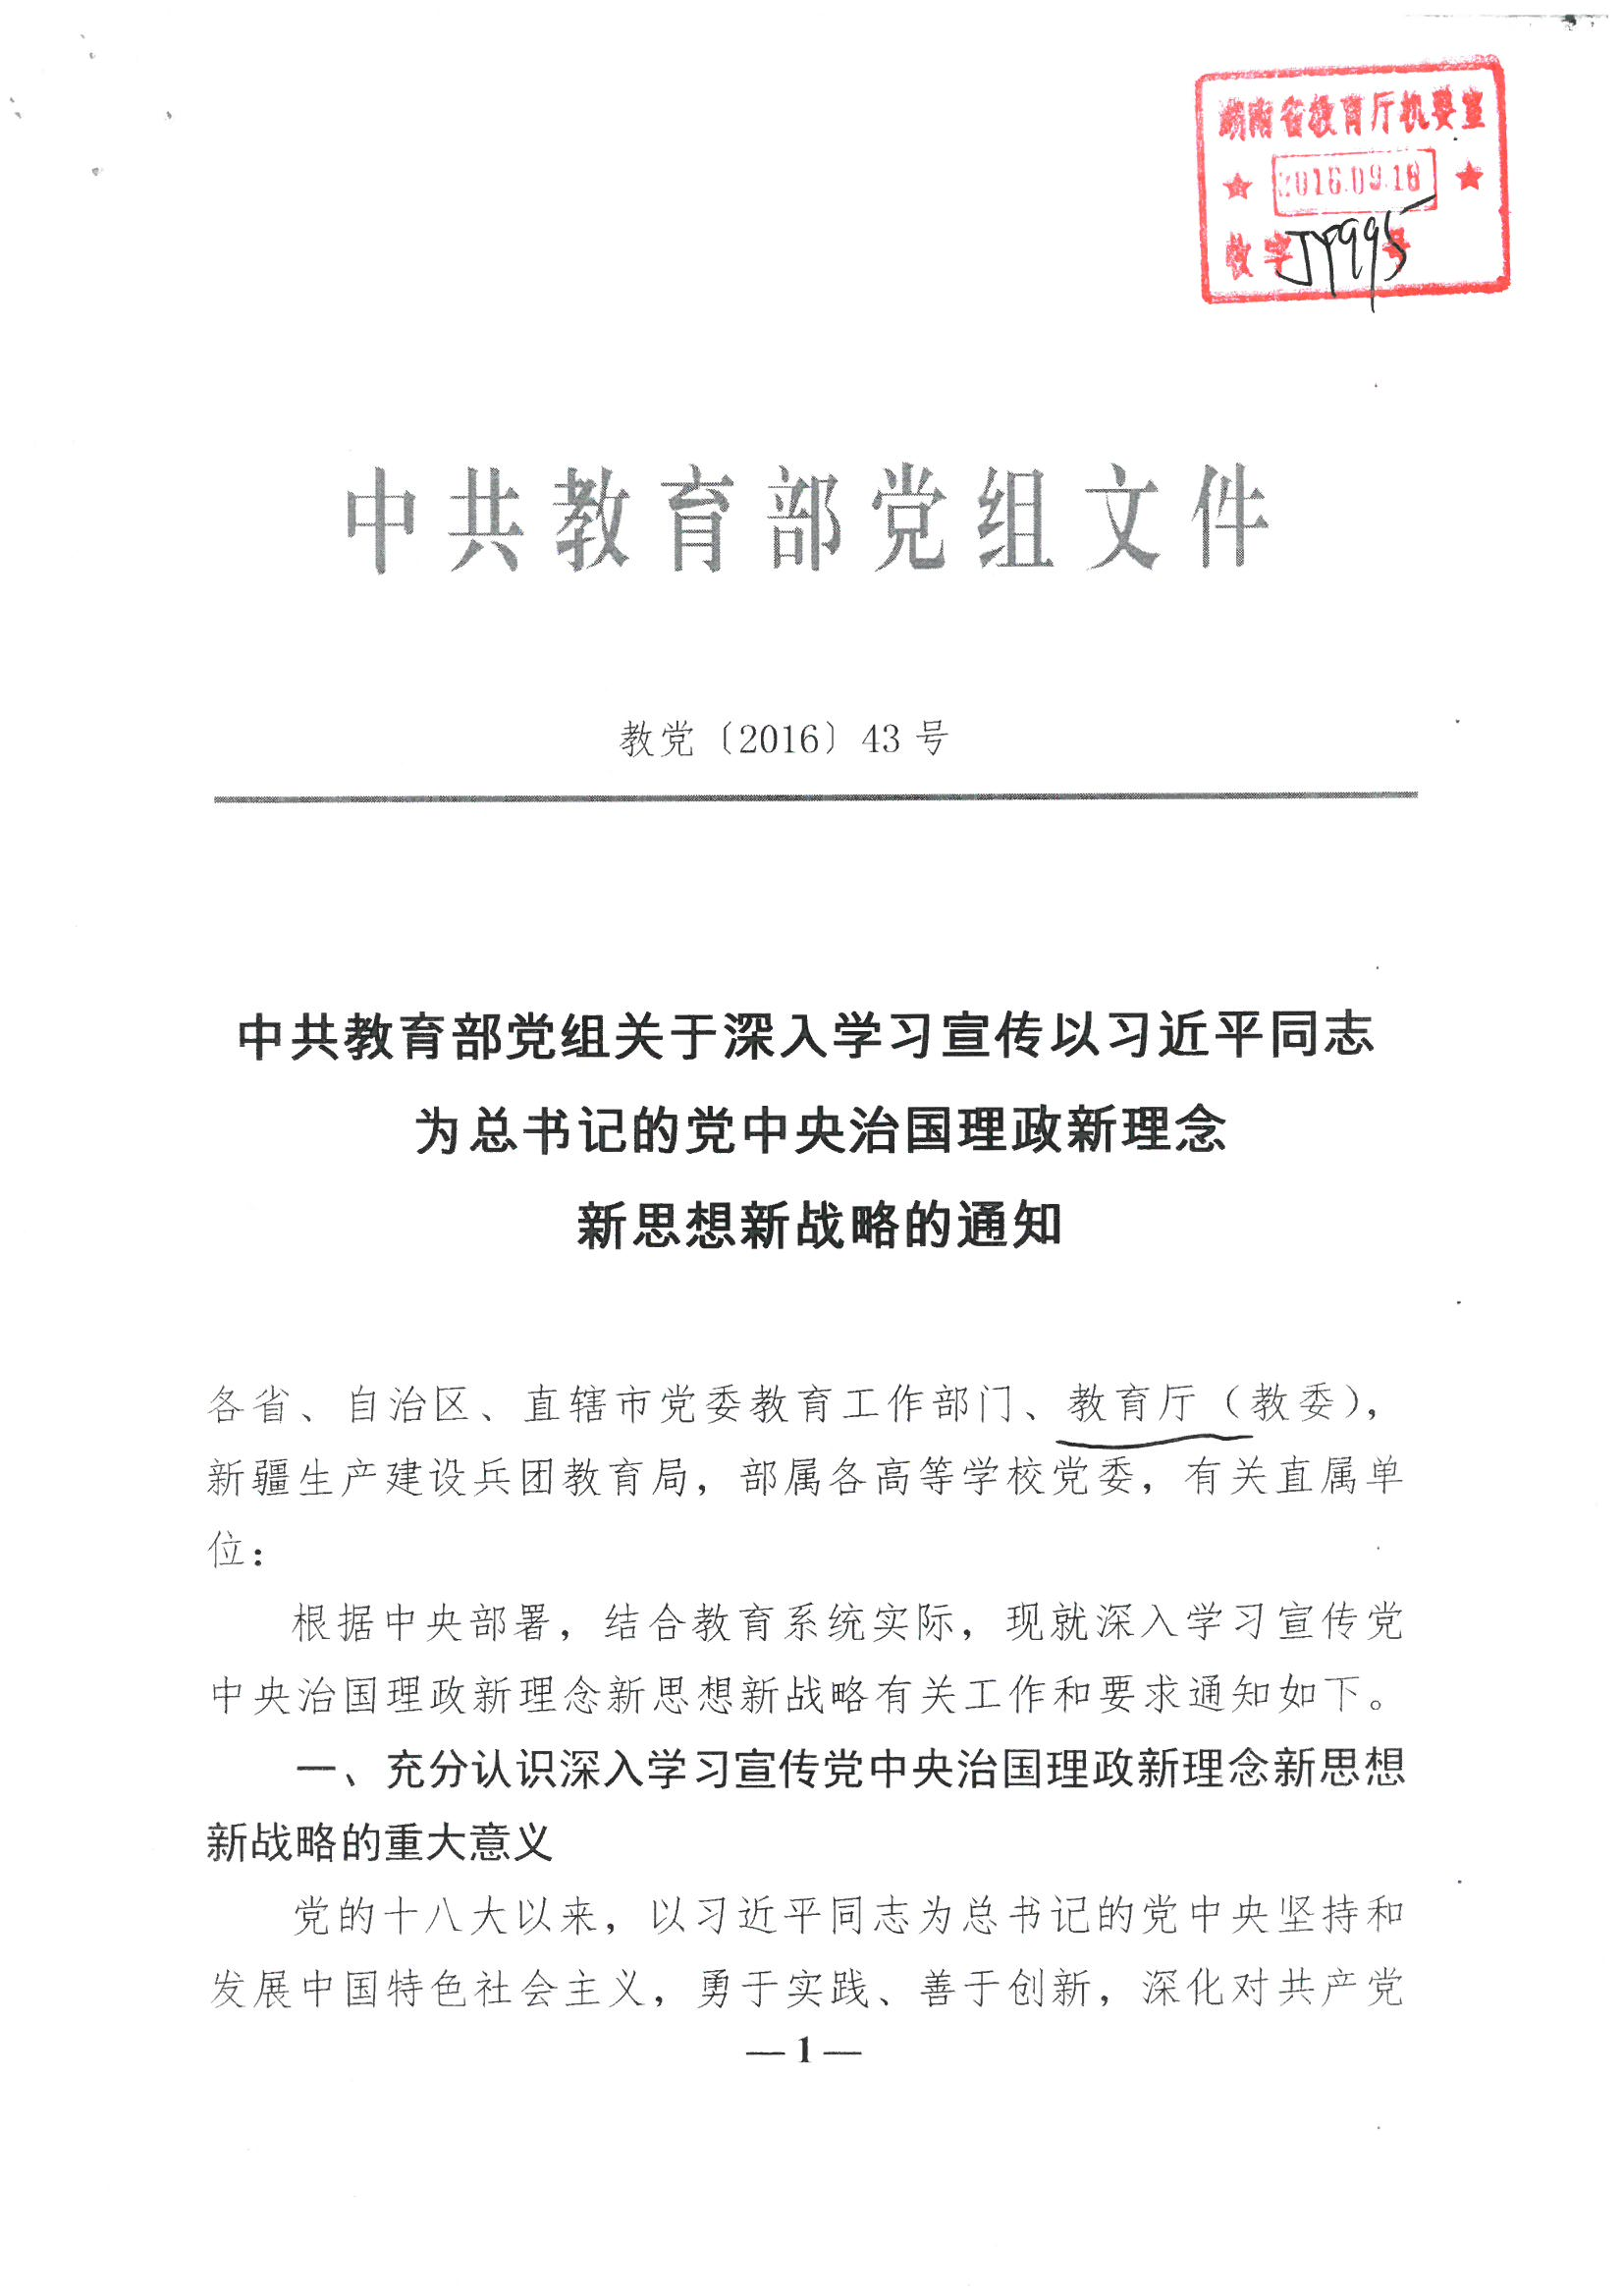 湖南省教育厅机要室
2016.09.18
收字JY995号
中共教育部党组文件
教党〔2016〕43号
中共教育部党组关于深入学习宣传以习近平同志
为总书记的党中央治国理政新理念
新思想新战略的通知
各省、自治区、直辖市党委教育工作部门、教育厅（教委），
新疆生产建设兵团教育局，部属各高等学校党委，有关直属单
位：
根据中央部署，结合教育系统实际，现就深入学习宣传党
中央治国理政新理念新思想新战略有关工作和要求通知如下。
一、充分认识深入学习宣传党中央治国理政新理念新思想
新战略的重大意义
党的十八大以来，以习近平同志为总书记的党中央坚持和
发展中国特色社会主义，勇于实践、善于创新，深化对共产党
— 1 —